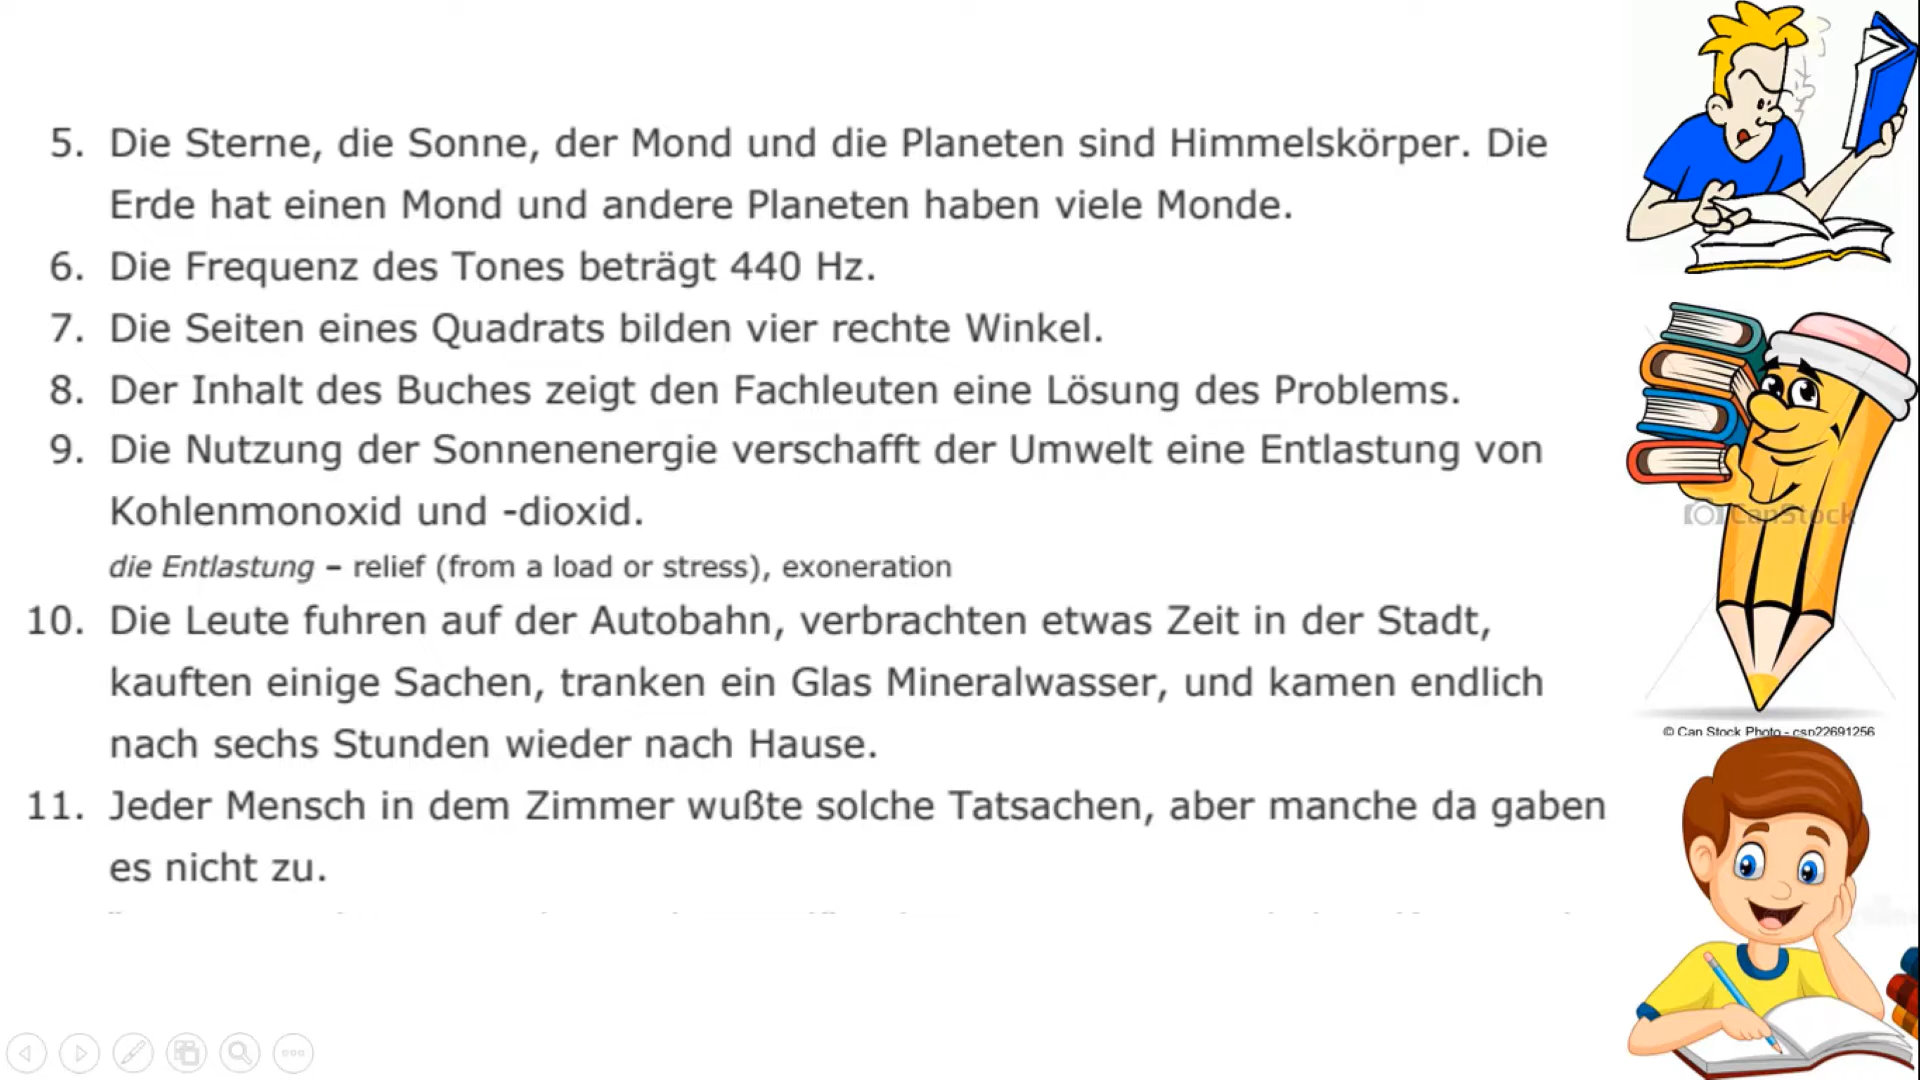 5. Die Sterne, die Sonne, der Mond und die Planeten sind Himmelskörper. Die
Erde hat einen Mond und andere Planeten haben viele Monde.
6. Die Frequenz des Tones beträgt 440 Hz.
7. Die Seiten eines Quadrats bilden vier rechte Winkel.
8. Der Inhalt des Buches zeigt den Fachleuten eine Lösung des Problems.
9. Die Nutzung der Sonnenenergie verschafft der Umwelt eine Entlastung von
Kohlenmonoxid und -dioxid.
die Entlastung – relief (from a load or stress), exoneration
10. Die Leute fuhren auf der Autobahn, verbrachten etwas Zeit in der Stadt,
kauften einige Sachen, tranken ein Glas Mineralwasser, und kamen endlich
nach sechs Stunden wieder nach Hause.
11. Jeder Mensch in dem Zimmer wußte solche Tatsachen, aber manche da gaben
es nicht zu.
CanStock
© Can Stock Photo - csp22691256